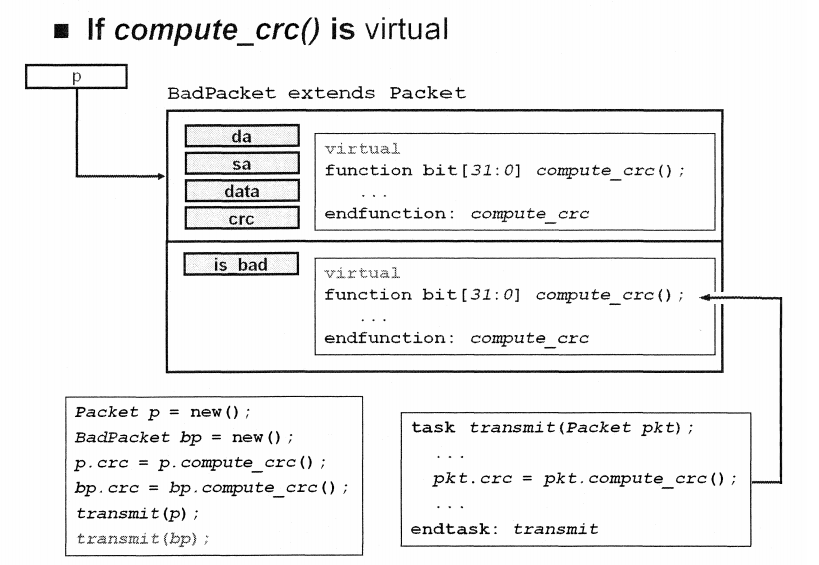 ■ If compute_crc() is virtual
p
BadPacket extends Packet
da
sa
data
crc
virtual
function bit[31:0] compute_crc();
...
endfunction: compute_crc
is_bad
virtual
function bit[31:0] compute_crc();
...
endfunction: compute_crc
Packet p = new();
BadPacket bp = new();
p.crc = p.compute_crc();
bp.crc = bp.compute_crc();
transmit(p);
transmit(bp);
task transmit(Packet pkt);
...
pkt.crc = pkt.compute_crc();
...
endtask: transmit